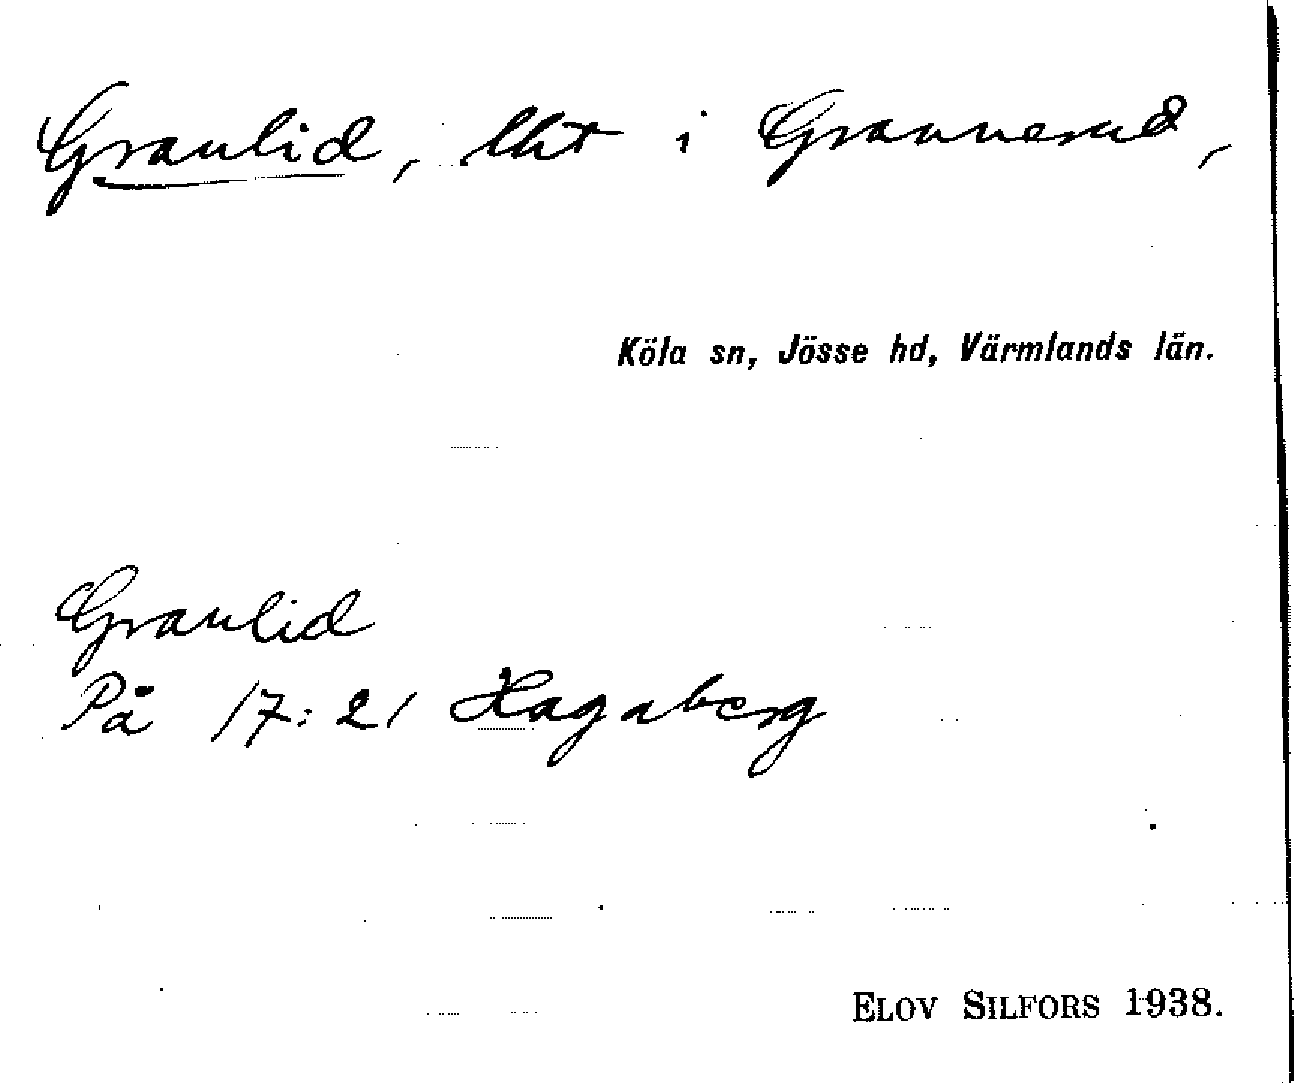 Granlid, lht i Grannerud,
Köla sn, Jösse hd, Värmlands län.
Granlid
På 17:21 Hagaberg
ELOV SILFORS 1938.